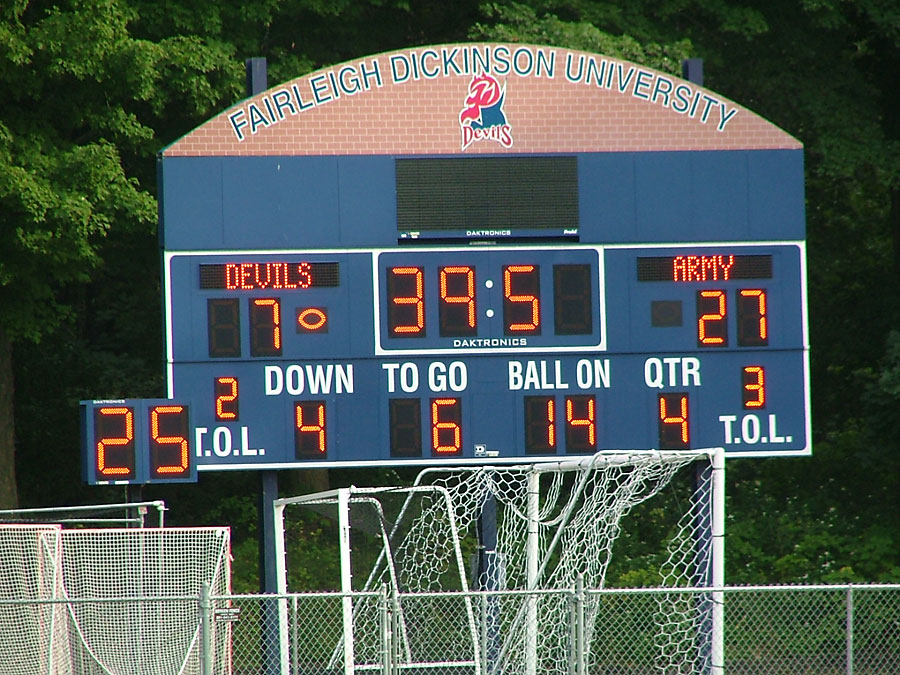 FAIRLEIGH DICKINSON UNIVERSITY
Devils
DAKTRONICS
DEVILS 39:5 ARMY
7 27
DAKTRONICS
DOWN TO GO BALL ON QTR
2 3
DAKTRONICS
25 T.O.L. 4 6 14 4 T.O.L.